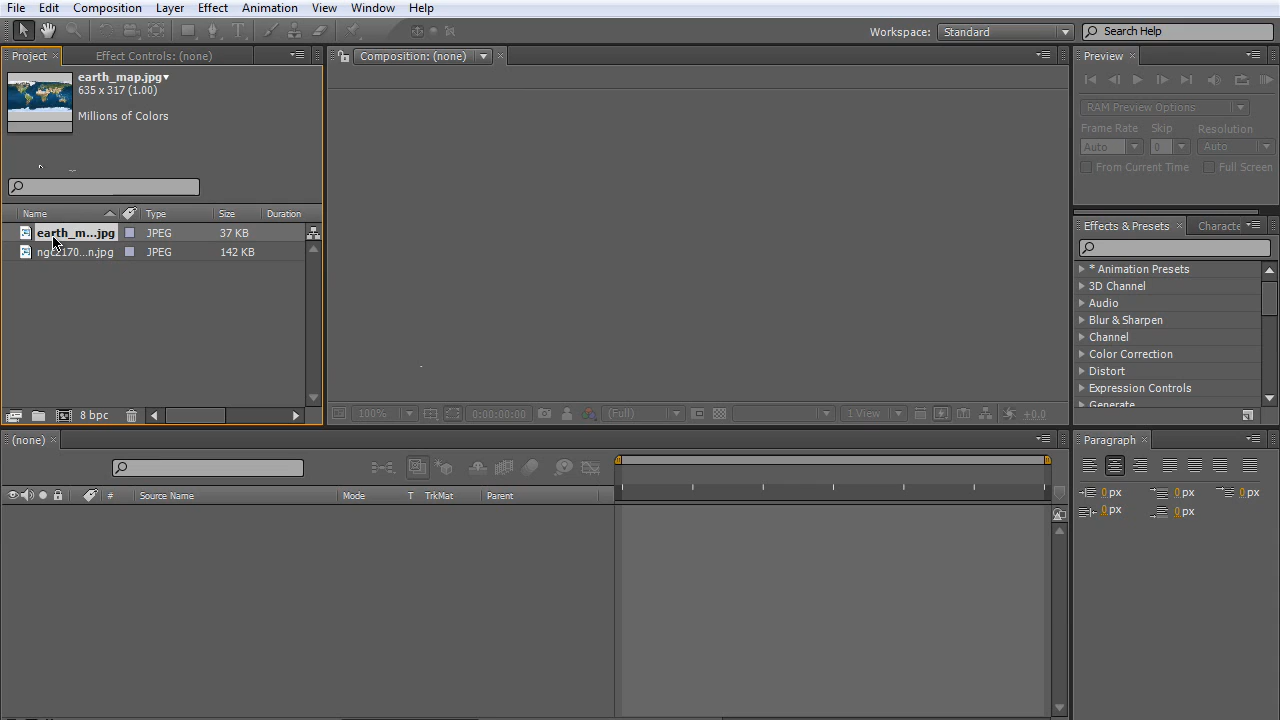 File Edit Composition Layer Effect Animation View Window Help
Workspace: Standard Search Help
Project Effect Controls: (none) Composition: (none) Preview
earth_map.jpg
635 x 317 (1.00)
Millions of Colors
RAM Preview Options
Frame Rate Skip Resolution
Auto 0 Auto
From Current Time Full Screen
Name Type Size Duration
earth_m...jpg JPEG 37 KB
ngc2170...n.jpg JPEG 142 KB
Effects & Presets Characte
* Animation Presets
3D Channel
Audio
Blur & Sharpen
Channel
Color Correction
Distort
Expression Controls
Generate
8 bpc
100% 0:00:00:00 (Full) 1 View +0.0
(none) Paragraph
# Source Name Mode T TrkMat Parent
0 px 0 px 0 px
0 px 0 px